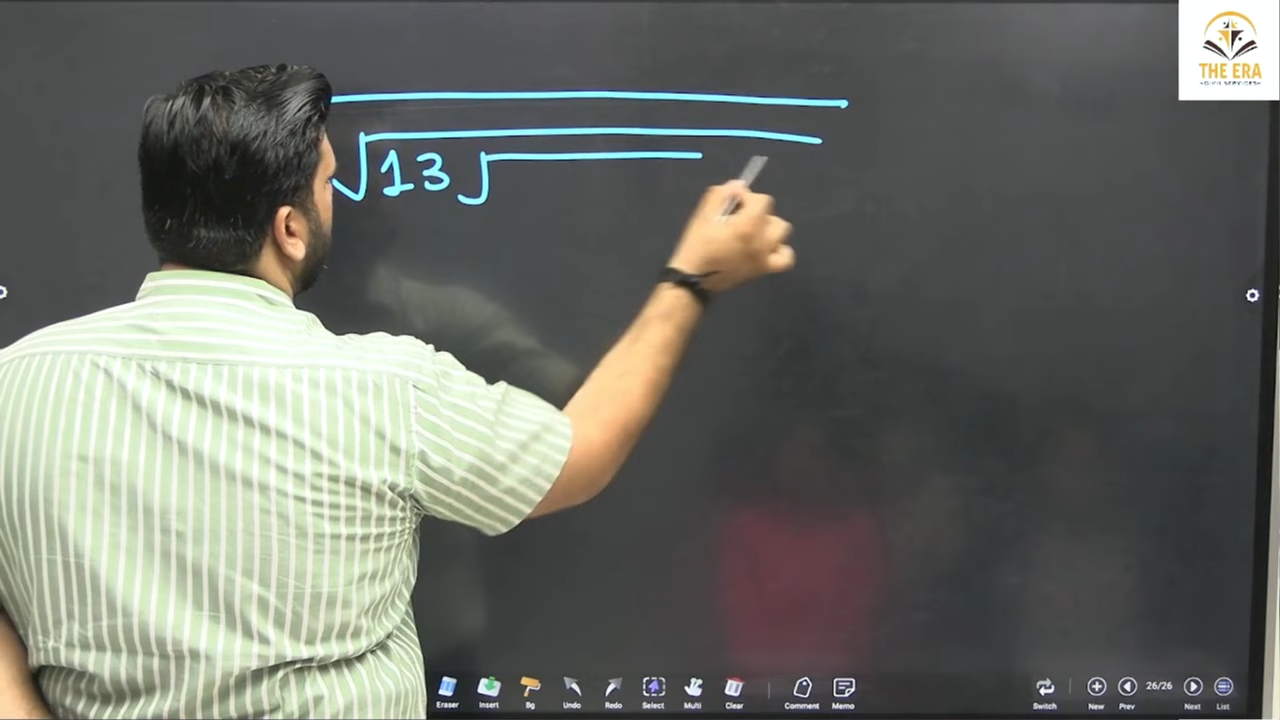 THE ERA
√13√
Eraser Insert Bg Undo Redo Select Multi Clear Comment Memo Switch New Prev 26/26 Next List